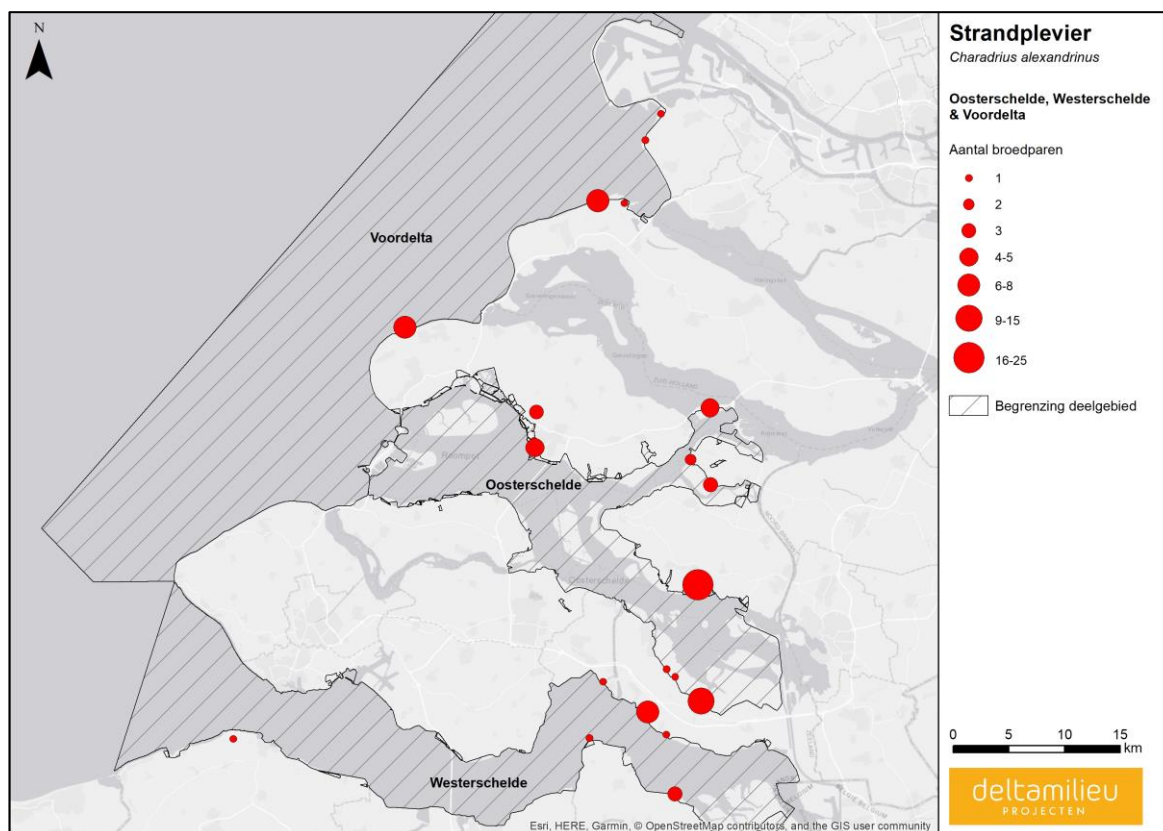 N
Voordelta
Roompot
Oosterschelde
Oosterschelde
Westerschelde
Esri, HERE, Garmin, © OpenStreetMap contributors, and the GIS user community
Strandplevier
Charadrius alexandrinus
Oosterschelde, Westerschelde
& Voordelta
Aantal broedparen
1
2
3
4-5
6-8
9-15
16-25
Begrenzing deelgebied
0 5 10 15
km
deltamilieu
PROJECTEN